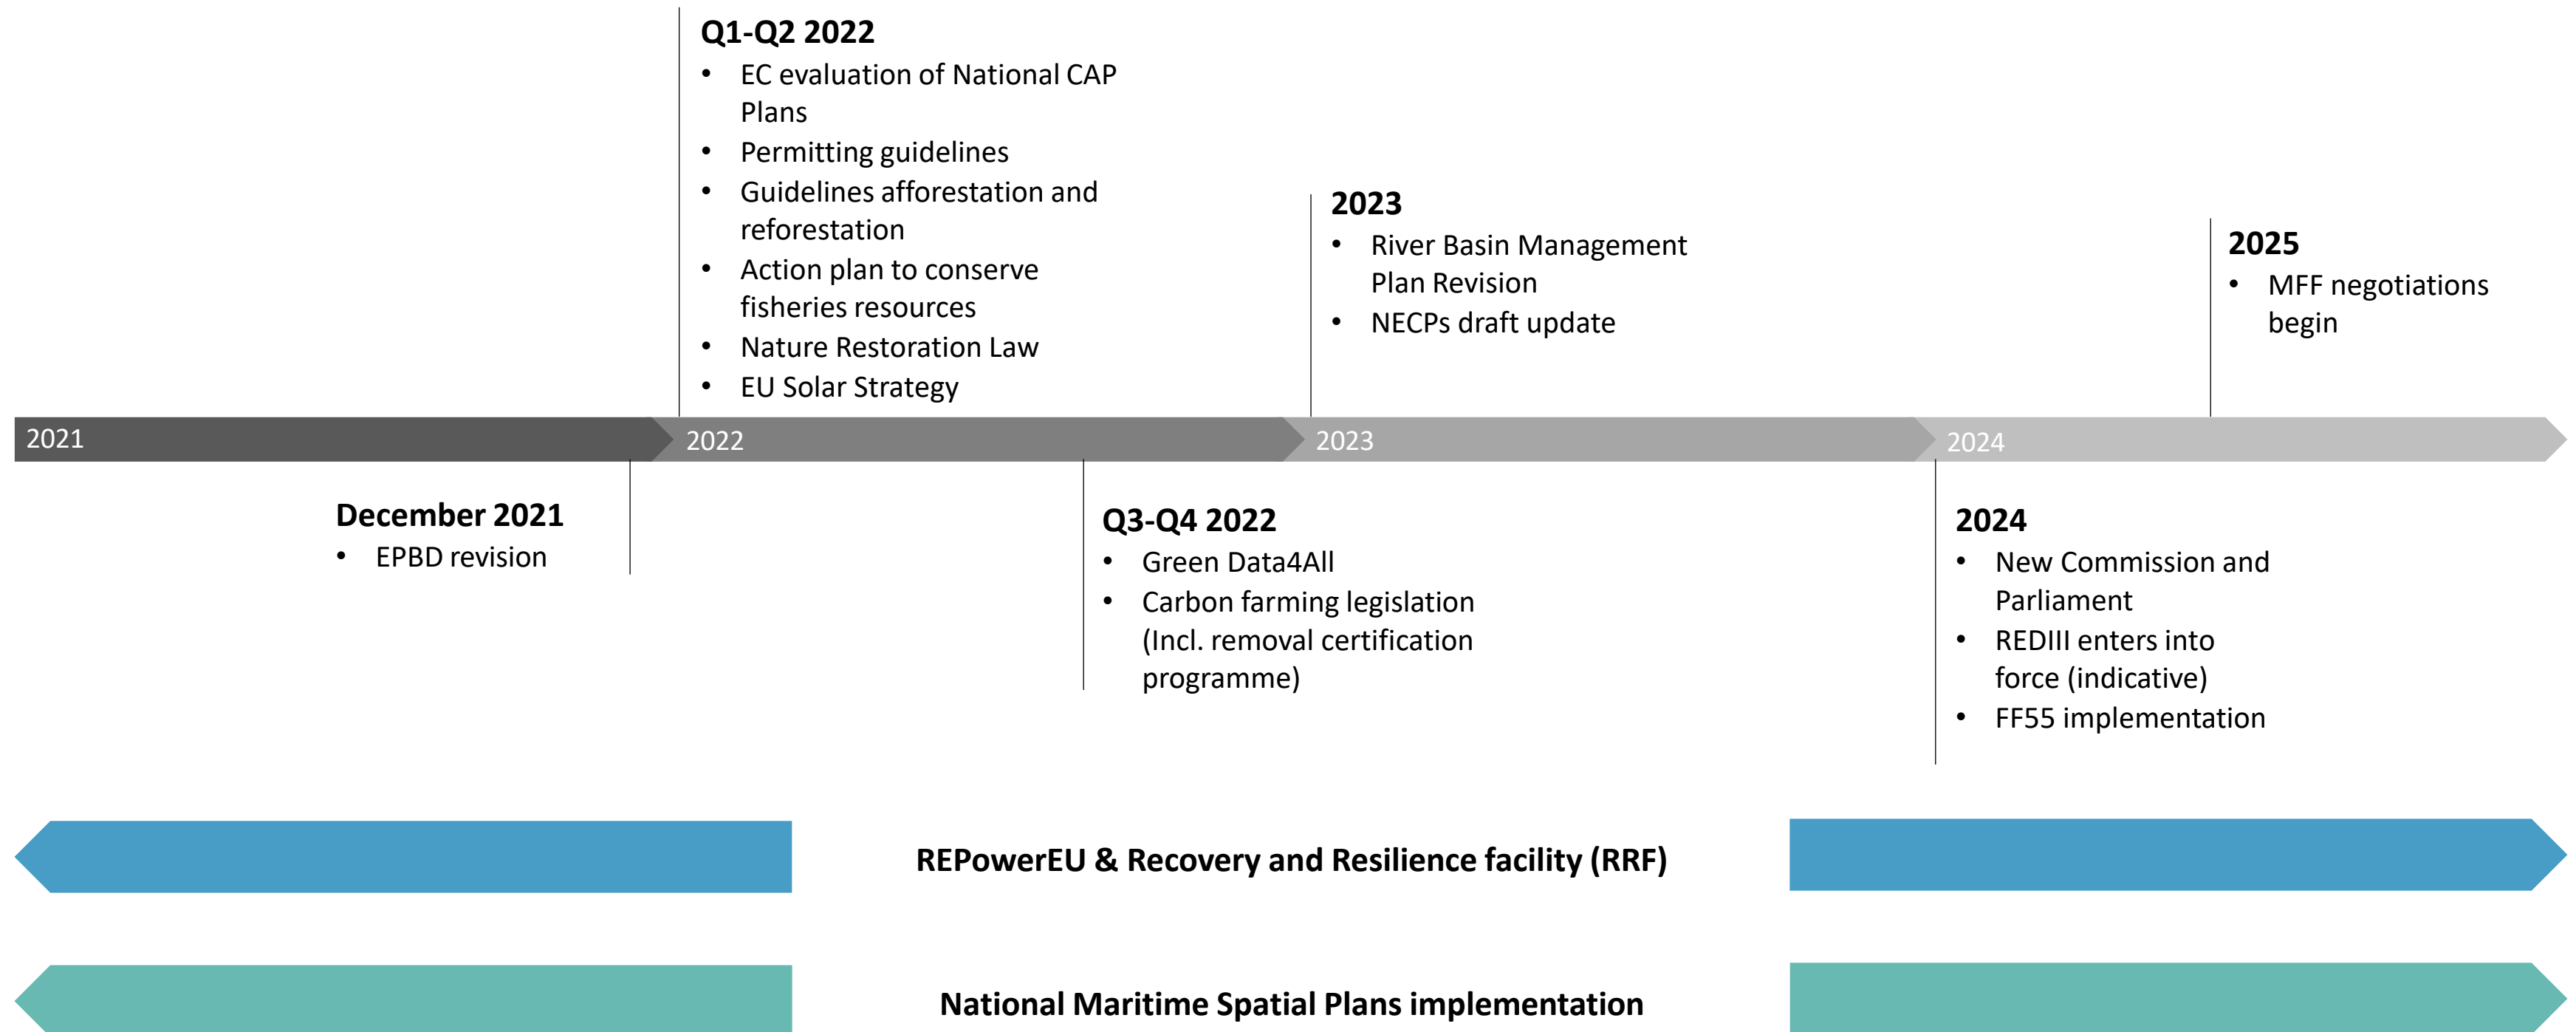 Q1-Q2 2022
• EC evaluation of National CAP
Plans
• Permitting guidelines
• Guidelines afforestation and
reforestation
• Action plan to conserve
fisheries resources
• Nature Restoration Law
• EU Solar Strategy
2023
• River Basin Management
Plan Revision
• NECPs draft update
2025
• MFF negotiations
begin
2021
2022
2023
2024
December 2021
• EPBD revision
Q3-Q4 2022
• Green Data4All
• Carbon farming legislation
(Incl. removal certification
programme)
2024
• New Commission and
Parliament
• REDIII enters into
force (indicative)
• FF55 implementation
REPowerEU & Recovery and Resilience facility (RRF)
National Maritime Spatial Plans implementation